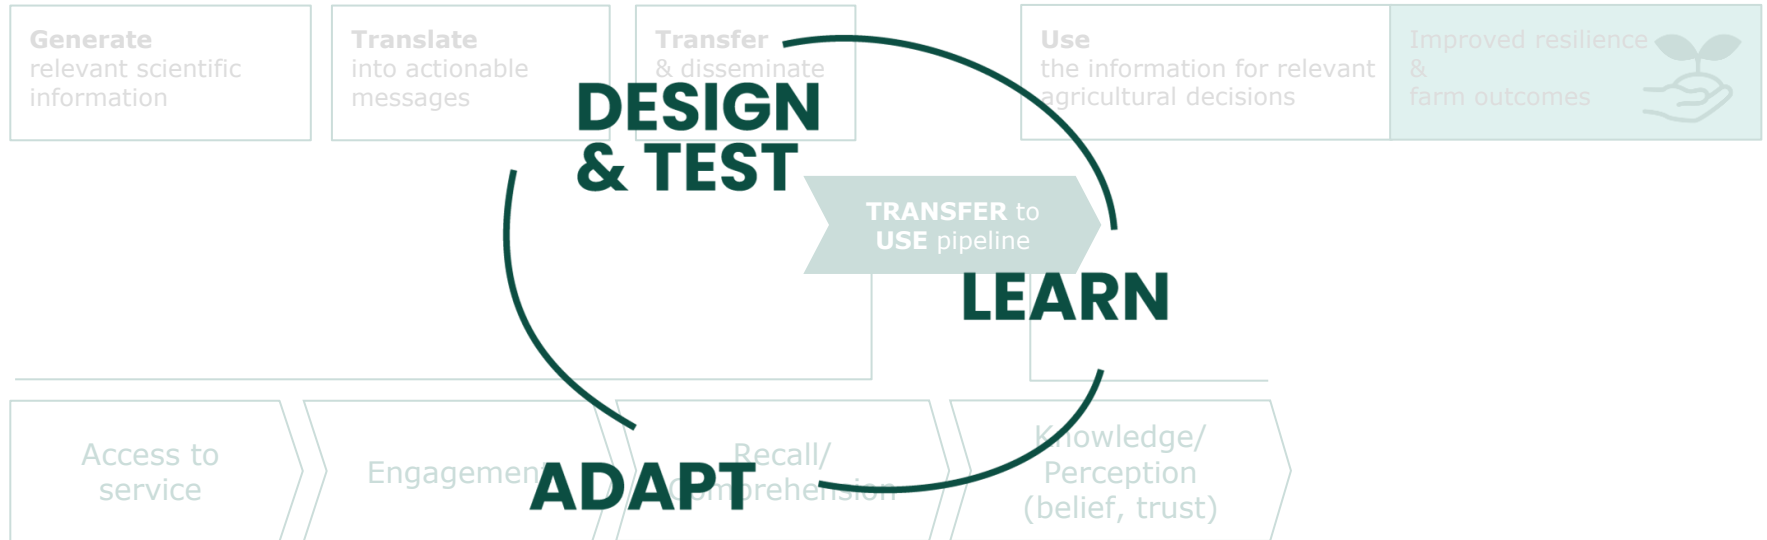 Generate
relevant scientific
information
Translate
into actionable
messages
Transfer
& disseminate
Use
the information for relevant
agricultural decisions
Improved resilience
&
farm outcomes
DESIGN
& TEST
TRANSFER to
USE pipeline
LEARN
ADAPT
Access to
service
Engagement
Recall/
Comprehension
Knowledge/
Perception
(belief, trust)